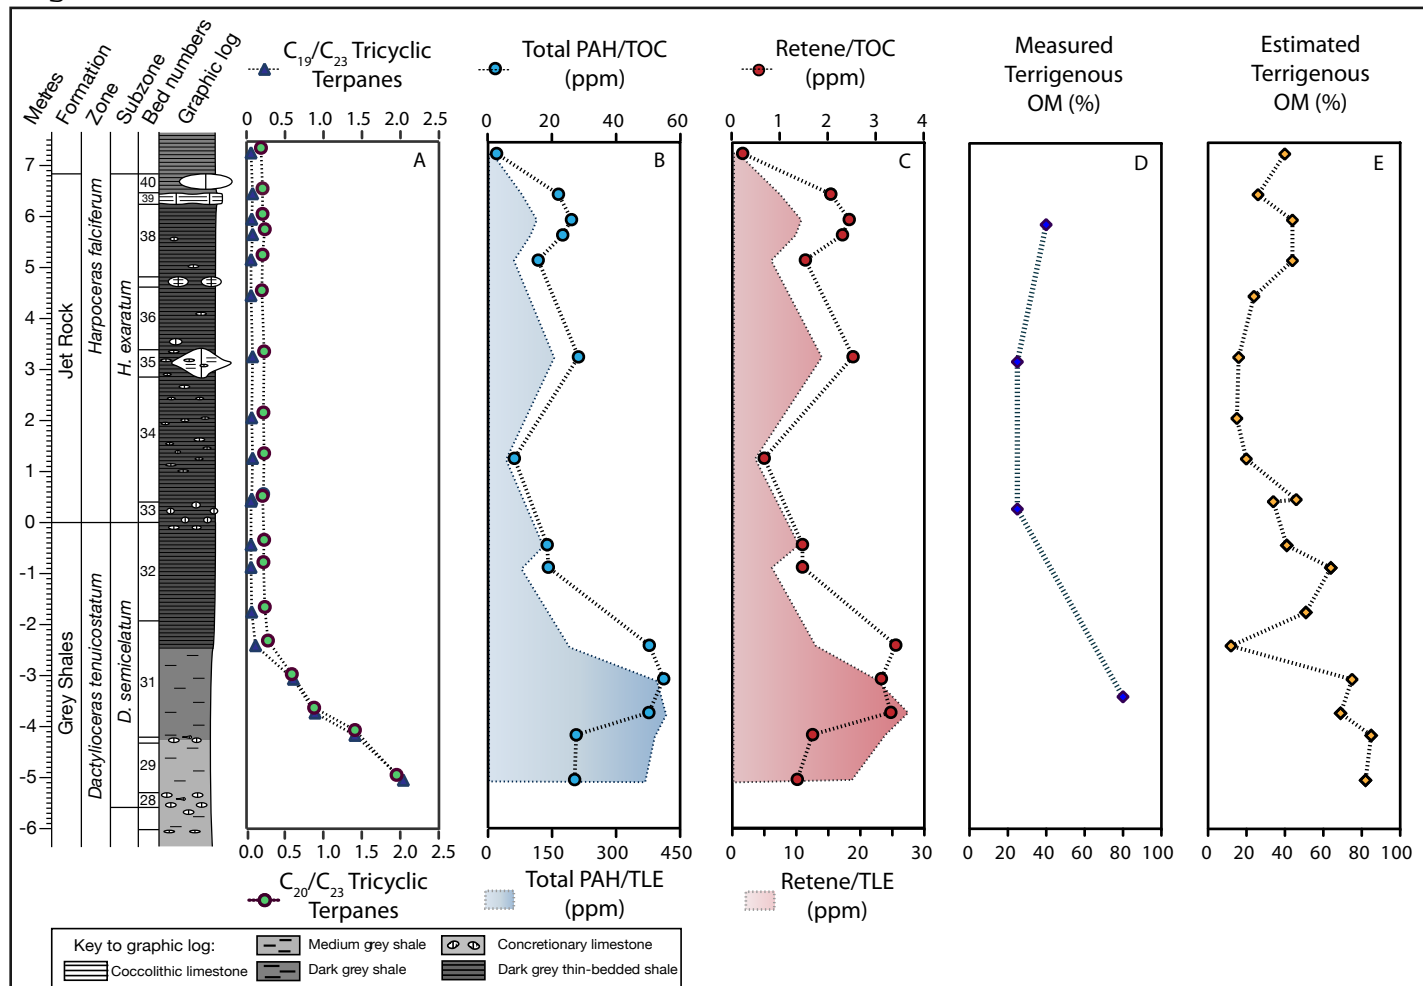 Metres
Formation
Zone
Subzone
Bed numbers
Graphic log
C19/C23 Tricyclic
Terpanes
Total PAH/TOC
(ppm)
Retene/TOC
(ppm)
Measured
Terrigenous
OM (%)
Estimated
Terrigenous
OM (%)
0 0.5 1.0 1.5 2.0 2.5
0 20 40 60
0 1 2 3 4
A
B
C
D
E
7
6
5
4
3
2
1
0
-1
-2
-3
-4
-5
-6
Jet Rock
Grey Shales
Harpoceras falciferum
Dactylioceras tenuicostatum
H. exaratum
D. semicelatum
40
39
38
36
35
34
33
32
31
29
28
0.0 0.5 1.0 1.5 2.0 2.5
0 150 300 450
0 10 20 30
0 20 40 60 80 100
0 20 40 60 80 100
C20/C23 Tricyclic
Terpanes
Total PAH/TLE
(ppm)
Retene/TLE
(ppm)
Key to graphic log:
Coccolithic limestone
Medium grey shale
Dark grey shale
Concretionary limestone
Dark grey thin-bedded shale